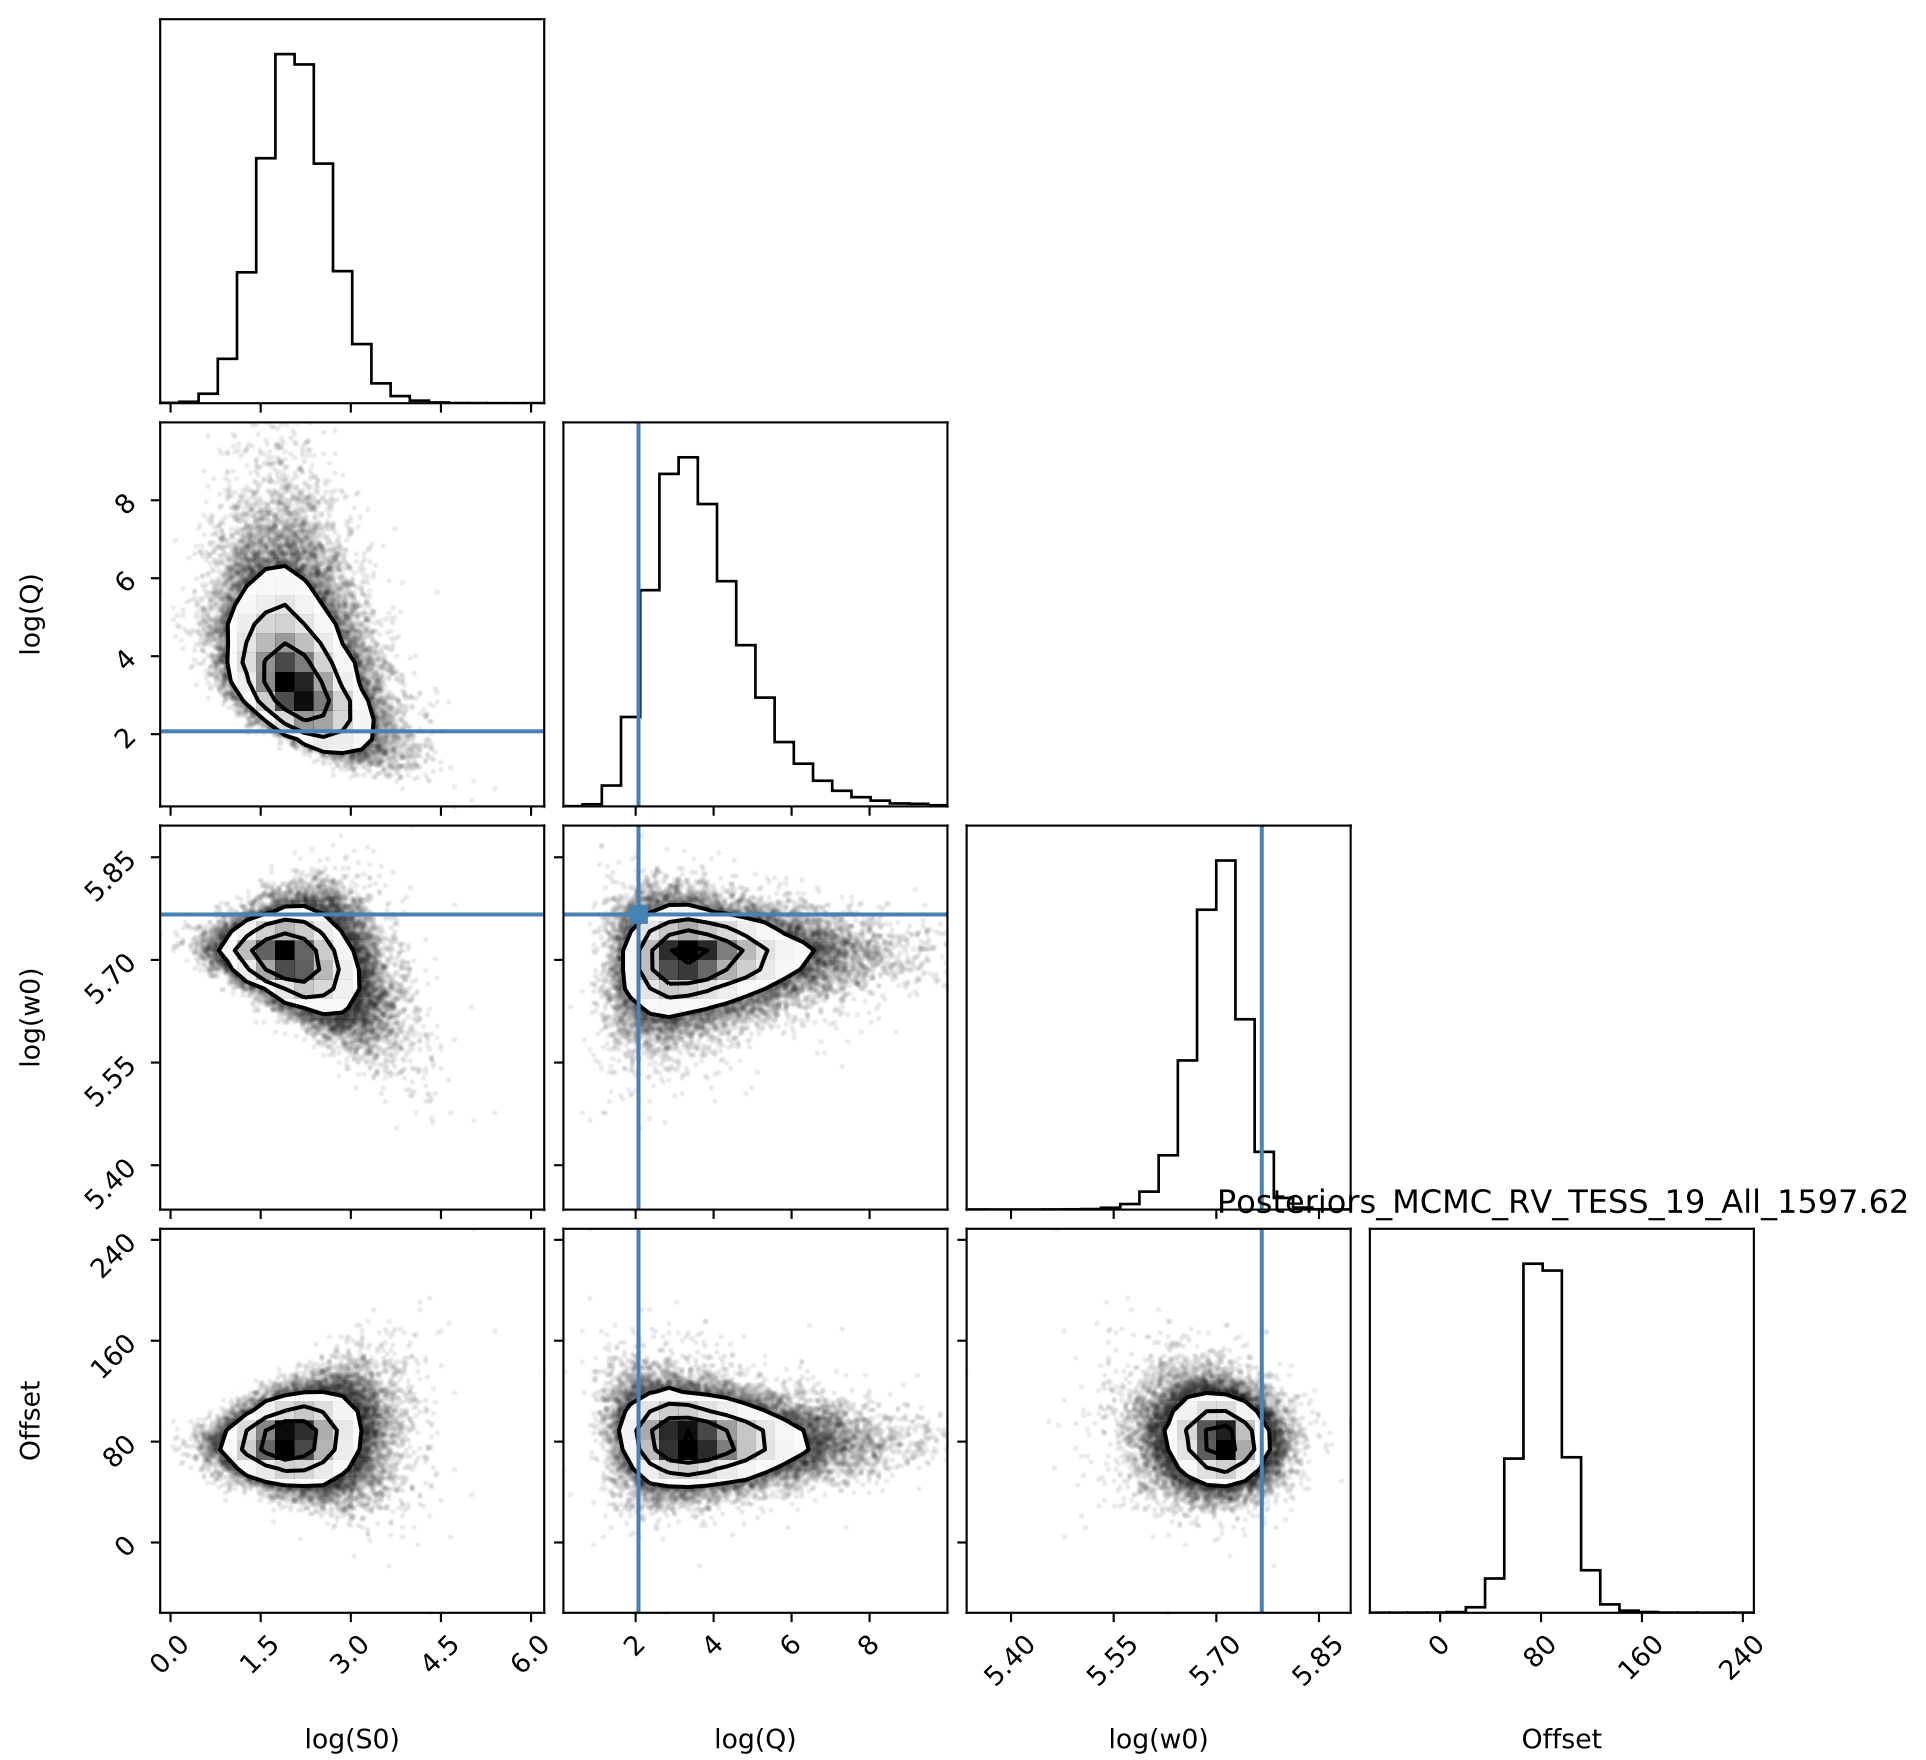 log(Q)
8
6
4
2
log(w0)
5.85
5.70
5.55
5.40
Posteriors_MCMC_RV_TESS_19_All_1597.62
Offset
240
160
80
0
0.0 1.5 3.0 4.5 6.0
2 4 6 8
5.40 5.55 5.70 5.85
0 80 160 240
log(S0)
log(Q)
log(w0)
Offset